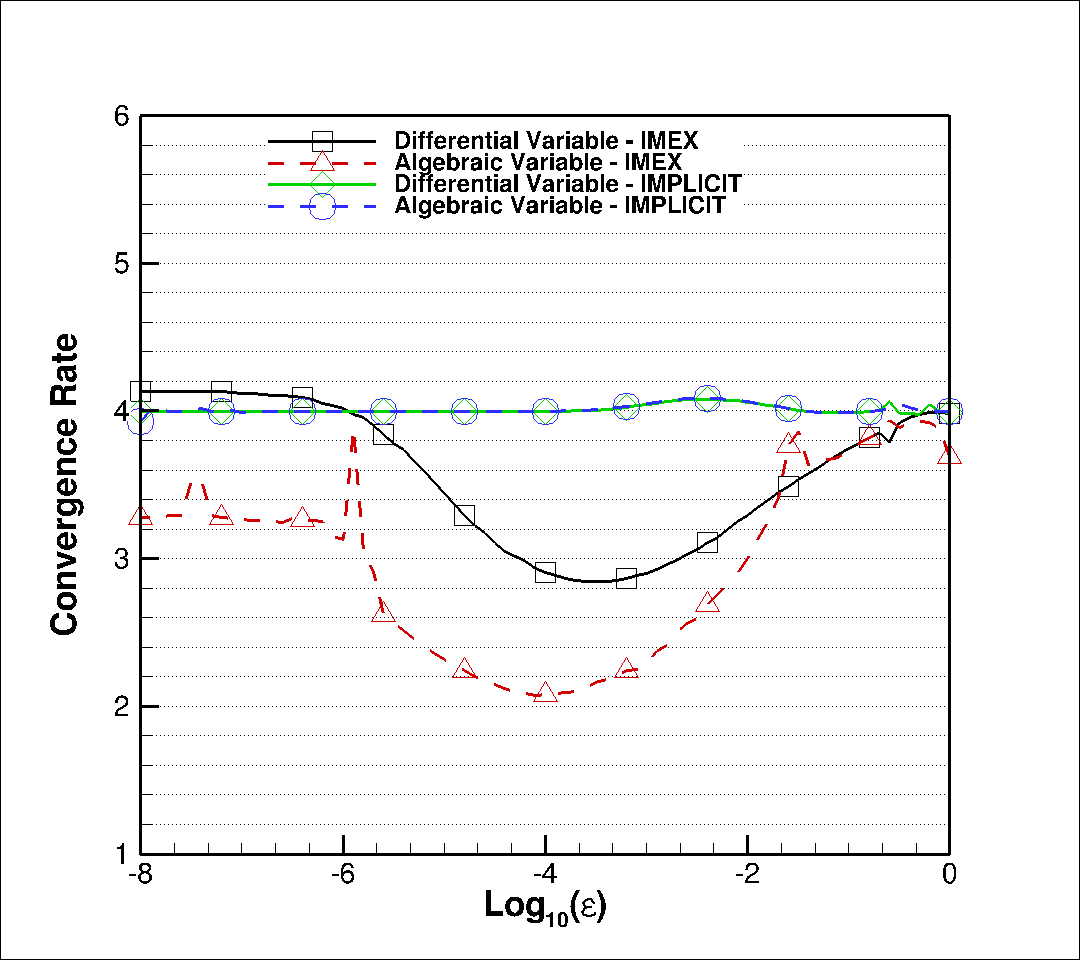 6
Differential Variable - IMEX
Algebraic Variable - IMEX
Differential Variable - IMPLICIT
Algebraic Variable - IMPLICIT
5
4
3
2
1
Convergence Rate
-8 -6 -4 -2 0
Log₁₀(ε)